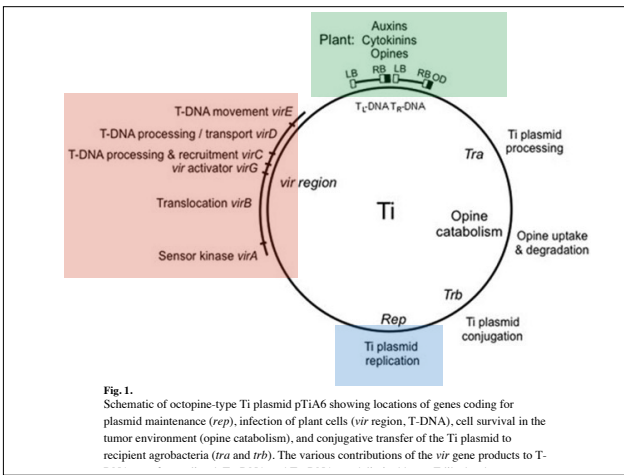 Auxins
Plant: Cytokinins
Opines
LB RB LB RB OD
TL-DNA TR-DNA
T-DNA movement virE
T-DNA processing / transport virD
T-DNA processing & recruitment virC
vir activator virG
vir region
Translocation virB
Sensor kinase virA
Ti
Tra
Ti plasmid
processing
Opine
catabolism
Opine uptake
& degradation
Trb
Ti plasmid
conjugation
Rep
Ti plasmid
replication
Fig. 1.
Schematic of octopine-type Ti plasmid pTiA6 showing locations of genes coding for
plasmid maintenance (rep), infection of plant cells (vir region, T-DNA), cell survival in the
tumor environment (opine catabolism), and conjugative transfer of the Ti plasmid to
recipient agrobacteria (tra and trb). The various contributions of the vir gene products to T-